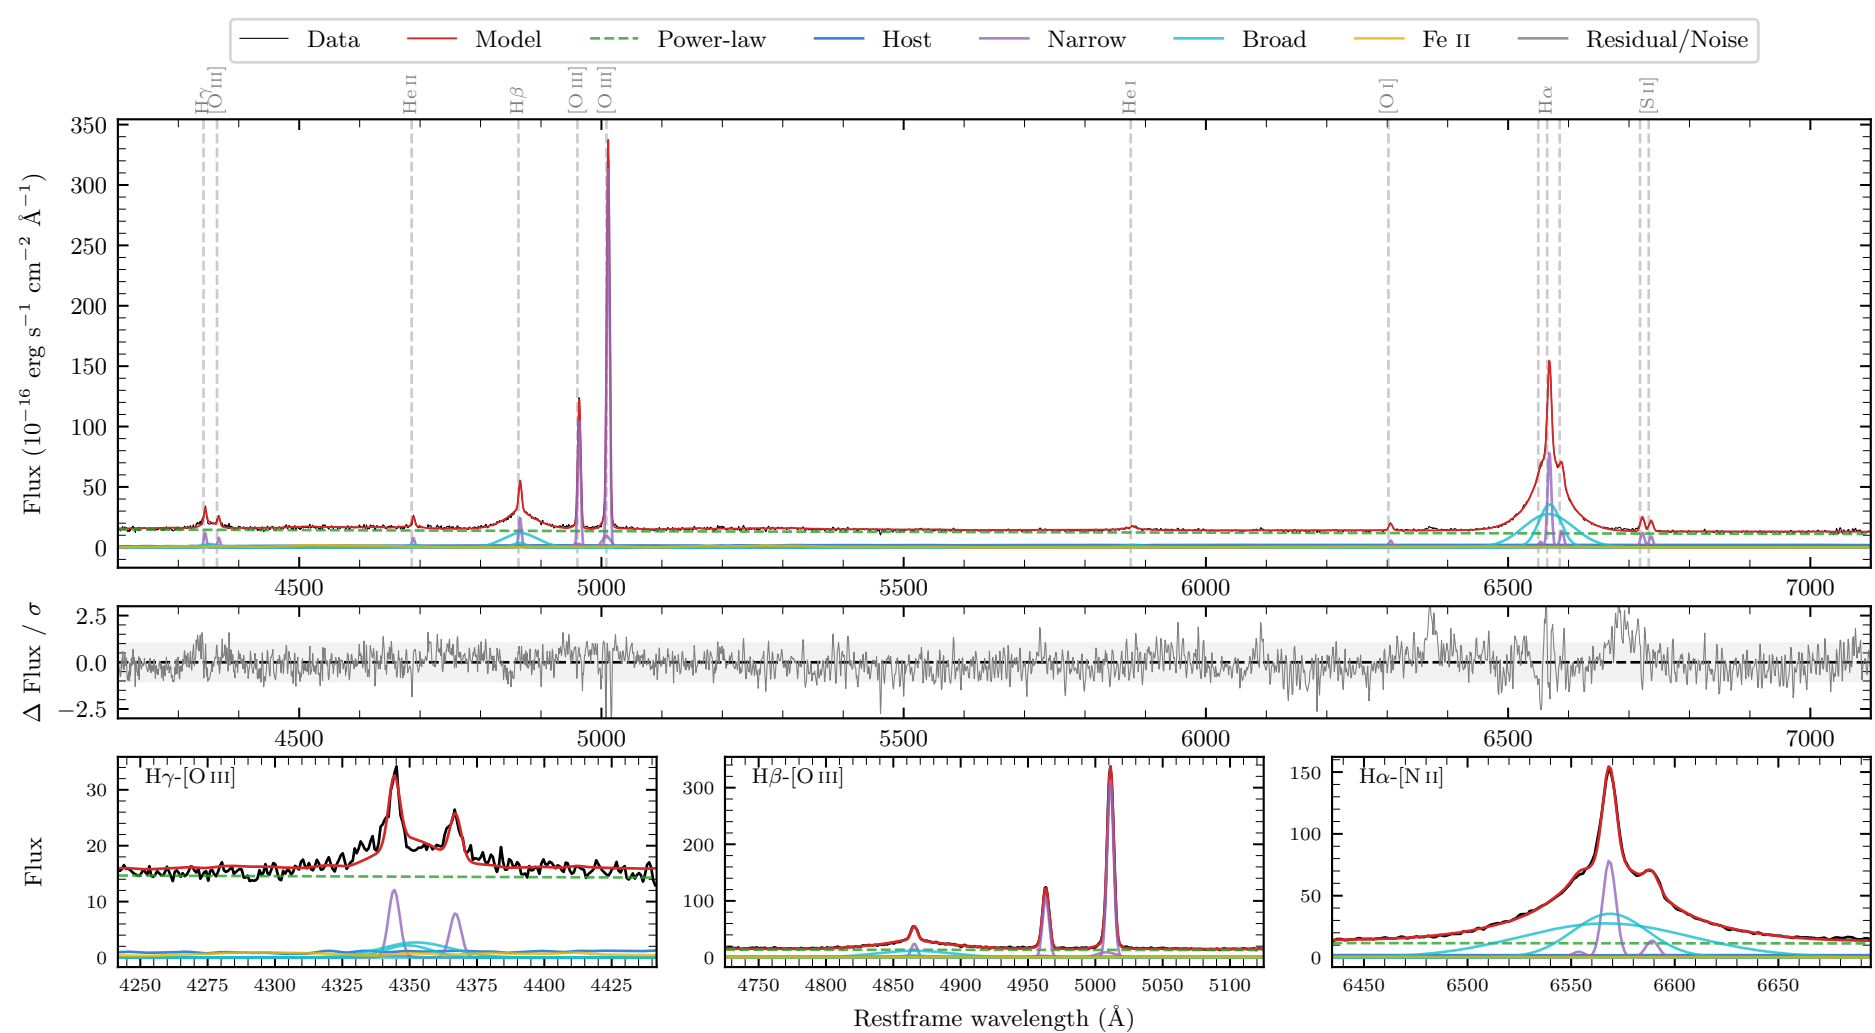 Data Model Power-law Host Narrow Broad Fe II Residual/Noise
Hγ [O III] He II Hβ [O III] [O III] He I [O I] Hα [S II]
Flux (10⁻¹⁶ erg s⁻¹ cm⁻² Å⁻¹)
350
300
250
200
150
100
50
0
4500 5000 5500 6000 6500 7000
Δ Flux / σ
2.5
0.0
−2.5
4500 5000 5500 6000 6500 7000
Flux
Hγ-[O III]
30
20
10
0
4250 4275 4300 4325 4350 4375 4400 4425
Hβ-[O III]
300
200
100
0
4750 4800 4850 4900 4950 5000 5050 5100
Hα-[N II]
150
100
50
0
6450 6500 6550 6600 6650
Restframe wavelength (Å)